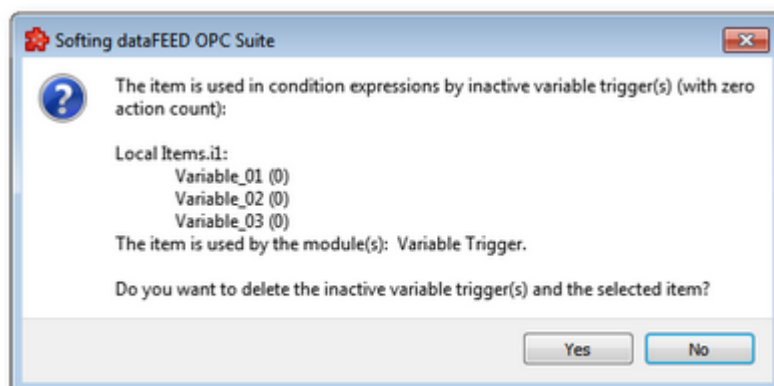 Softing dataFEED OPC Suite
The item is used in condition expressions by inactive variable trigger(s) (with zero
action count):
Local Items.i1:
Variable_01 (0)
Variable_02 (0)
Variable_03 (0)
The item is used by the module(s): Variable Trigger.
Do you want to delete the inactive variable trigger(s) and the selected item?
Yes No